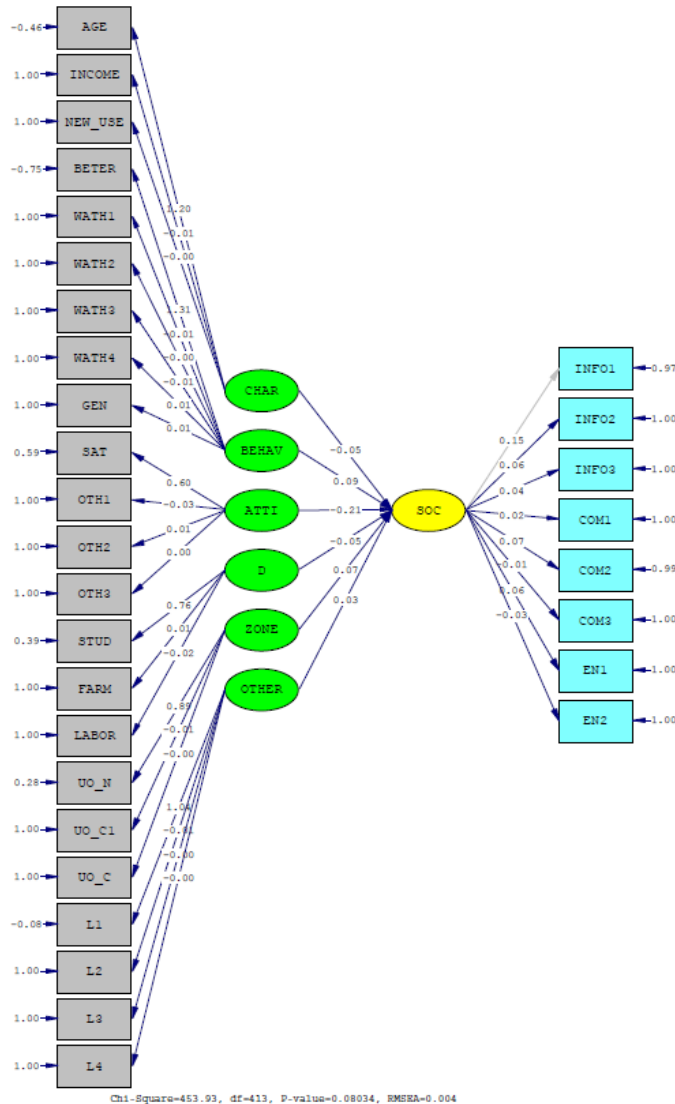 -0.46 AGE
1.00 INCOME
1.00 NEW_USE
-0.75 BETER
1.00 WATH1
1.00 WATH2
1.00 WATH3
1.00 WATH4
1.00 GEN
0.59 SAT
1.00 OTH1
1.00 OTH2
1.00 OTH3
0.39 STUD
1.00 FARM
1.00 LABOR
0.28 UO_N
1.00 UO_C1
1.00 UO_C
-0.08 L1
1.00 L2
1.00 L3
1.00 L4
1.20
-0.01
-0.00
1.31
-0.01
-0.00
-0.01
0.01
0.01
0.60
-0.03
0.01
0.00
0.76
0.01
-0.02
0.89
-0.01
-0.00
1.04
-0.00
-0.00
CHAR
BEHAV
ATTI
D
ZONE
OTHER
-0.05
0.09
-0.21
-0.05
0.07
0.03
SOC
0.15
0.06
0.04
0.02
0.07
-0.01
0.06
-0.03
INFO1 0.97
INFO2 1.00
INFO3 1.00
COM1 1.00
COM2 0.99
COM3 1.00
EN1 1.00
EN2 1.00
Chi-Square=453.93, df=413, P-value=0.08034, RMSEA=0.004